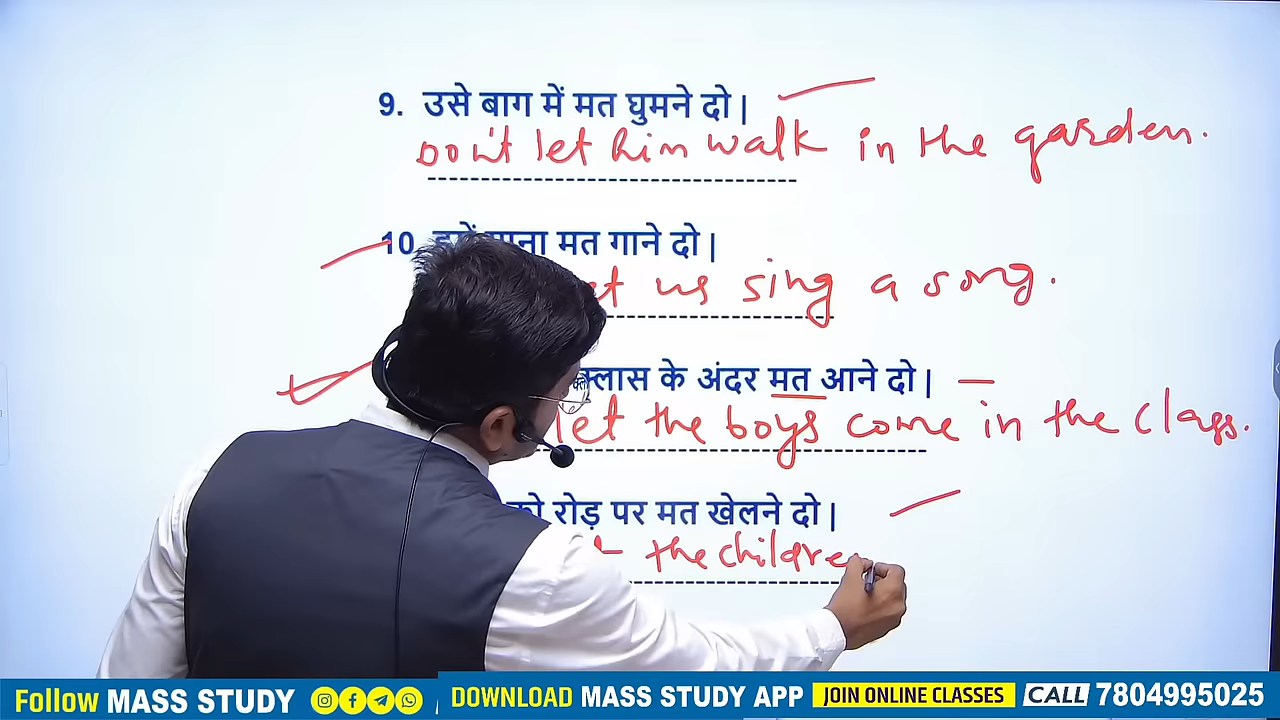 9. उसे बाग में मत घुमने दो |
Don't let him walk in the garden.
10. मत गाने दो |
us sing a song.
के अंदर मत आने दो |
let the boys come in the class.
को रोड़ पर मत खेलने दो |
the childre
Follow MASS STUDY DOWNLOAD MASS STUDY APP JOIN ONLINE CLASSES CALL 7804995025